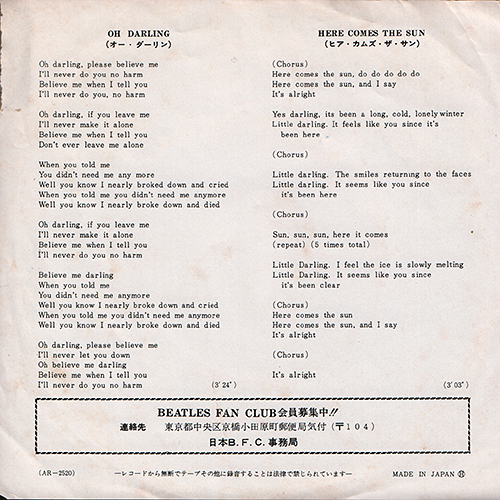 OH DARLING
(オー・ダーリン)
Oh darling, please believe me
I'll never do you no harm
Believe me when I tell you
I'll never do you, no harm
Oh darling, if you leave me
I'll never make it alone
Believe me when I tell you
Don't ever leave me alone
When you told me
You didn't need me any more
Well you know I nearly broked down and cried
When you told me you didn't need me anymore
Well you know I nearly broke down and died
Oh darling, if you leave me
I'll never make it alone
Believe me when I tell you
I'll never do you no harm
Believe me darling
When you told me
You didn't need me anymore
Well you know I nearly broke down and cried
When you told me you didn't need me anymore
Well you know I nearly broke down and died
Oh darling, please believe me
I'll never let you down
Oh believe me darling
Believe me when I tell you
I'll never do you no harm (3'24")
HERE COMES THE SUN
(ヒア・カムズ・ザ・サン)
(Chorus)
Here comes the sun, do do do do do
Here comes the sun, and I say
It's alright
Yes darling, its been a long, cold, lonely winter
Little darling. It feels like you since it's
been here
(Chorus)
Little darling. The smiles returnng to the faces
Little darling. It seems like you since
it's been here
(Chorus)
Sun, sun, sun, here it comes
(repeat) (5 times total)
Little Darling. I feel the ice is slowly melting
Little Darling. It seems like you since
it's been clear
(Chorus)
Here comes the sun
Here comes the sun, and I say
It's alright
(Chorus)
It's alright (3'03")
BEATLES FAN CLUB会員募集中!!
連絡先 東京都中央区京橋小田原町郵便局気付 (〒104)
日本B.F.C.事務局
(AR-2520) —レコードから無断でテープその他に録音することは法律で禁じられています— MADE IN JAPAN